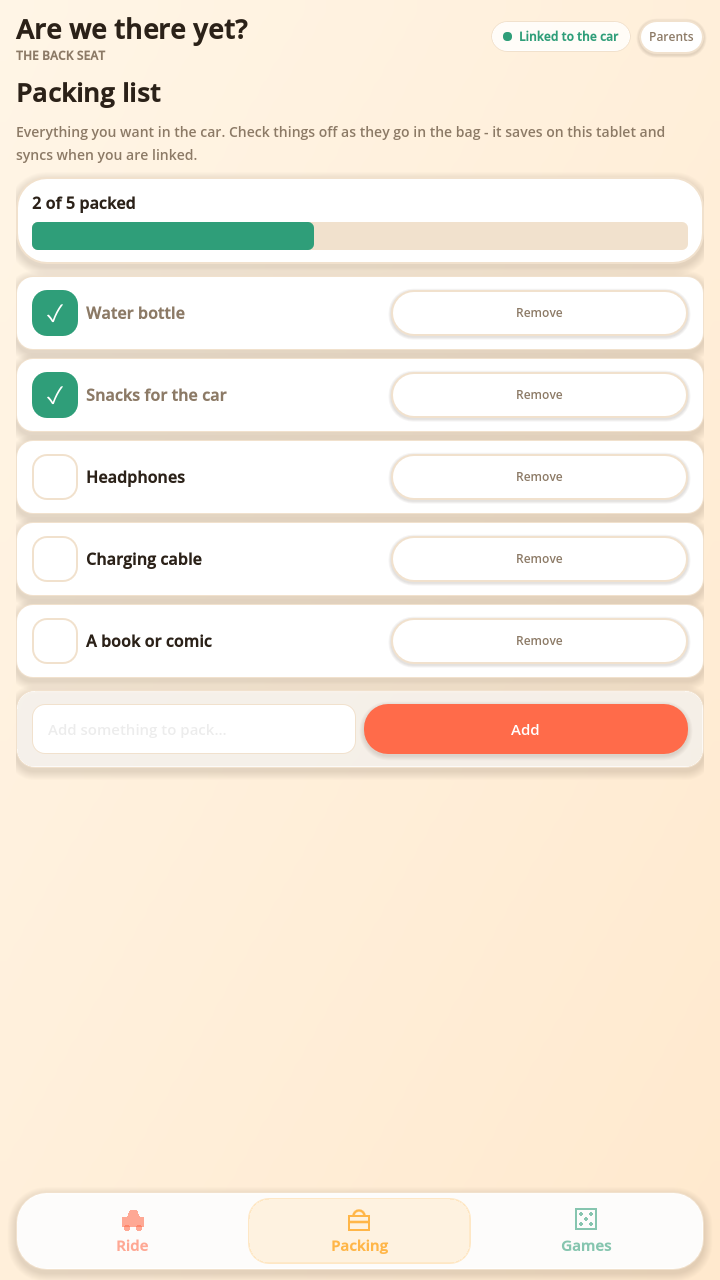 Are we there yet?
THE BACK SEAT
Linked to the car
Parents
Packing list
Everything you want in the car. Check things off as they go in the bag - it saves on this tablet and
syncs when you are linked.
2 of 5 packed
Water bottle
Remove
Snacks for the car
Remove
Headphones
Remove
Charging cable
Remove
A book or comic
Remove
Add something to pack...
Add
Ride
Packing
Games